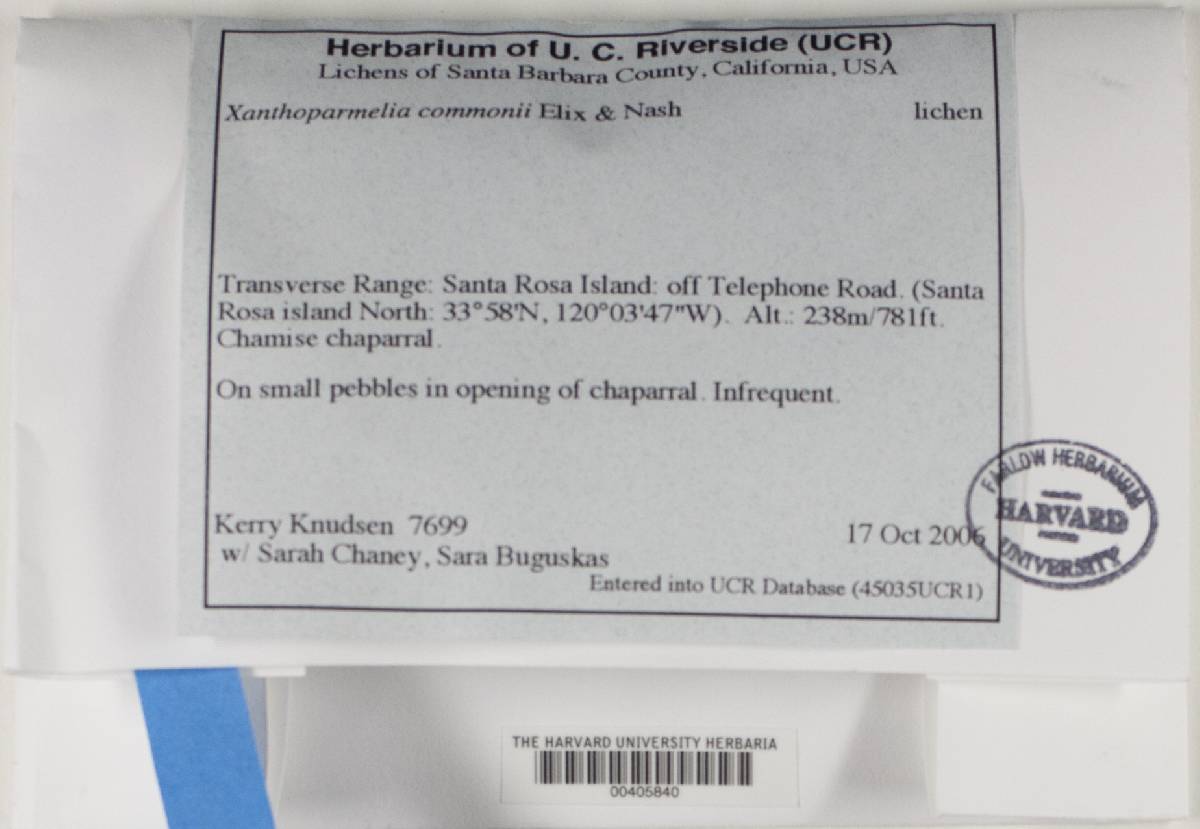 Herbarium of U. C. Riverside (UCR)
Lichens of Santa Barbara County, California, USA
Xanthoparmelia commonii Elix & Nash lichen
Transverse Range: Santa Rosa Island: off Telephone Road. (Santa
Rosa island North: 33°58'N, 120°03'47"W). Alt.: 238m/781ft.
Chamise chaparral.
On small pebbles in opening of chaparral. Infrequent.
Kerry Knudsen 7699 17 Oct 2006
w/ Sarah Chaney, Sara Buguskas
Entered into UCR Database (45035UCR1)
FARLOW HERBARIUM
HARVARD
UNIVERSITY
THE HARVARD UNIVERSITY HERBARIA
00405840